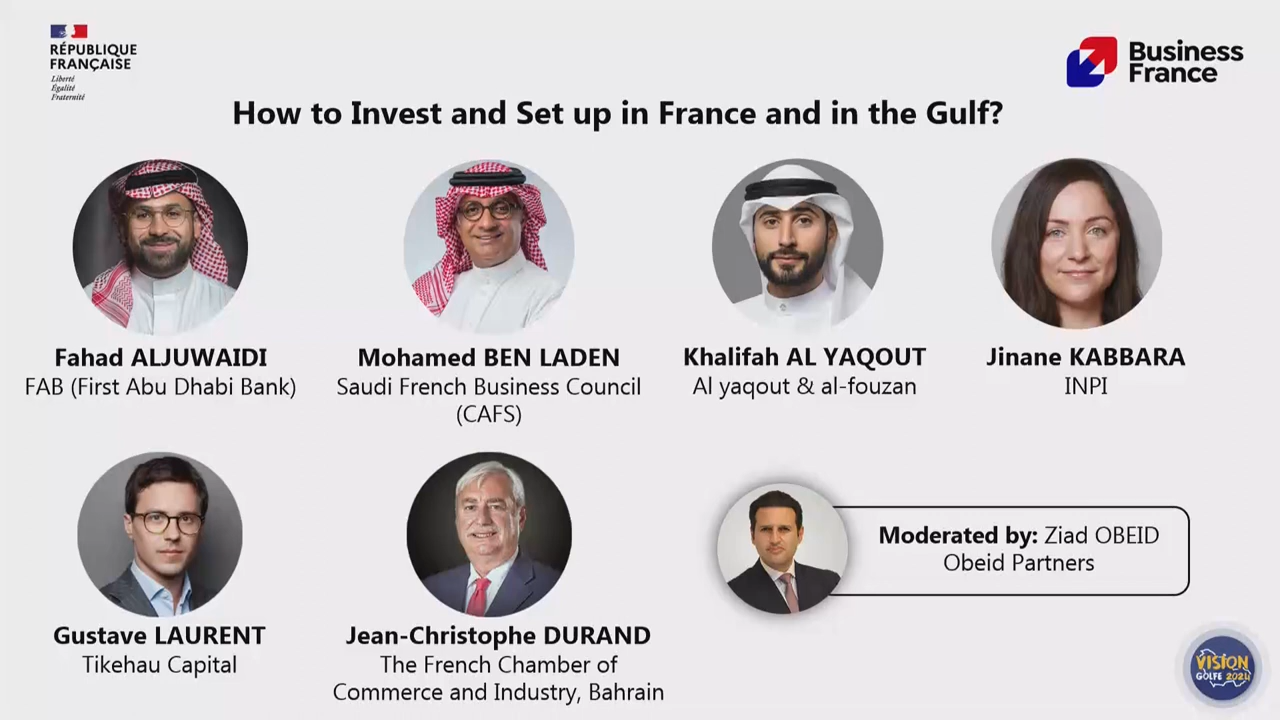 RÉPUBLIQUE
FRANÇAISE
Liberté
Égalité
Fraternité
Business
France
How to Invest and Set up in France and in the Gulf?
Fahad ALJUWAIDI
FAB (First Abu Dhabi Bank)
Mohamed BEN LADEN
Saudi French Business Council
(CAFS)
Khalifah AL YAQOUT
Al yaqout & al-fouzan
Jinane KABBARA
INPI
Gustave LAURENT
Tikehau Capital
Jean-Christophe DURAND
The French Chamber of
Commerce and Industry, Bahrain
Moderated by: Ziad OBEID
Obeid Partners
VISION
GOLFE 2024